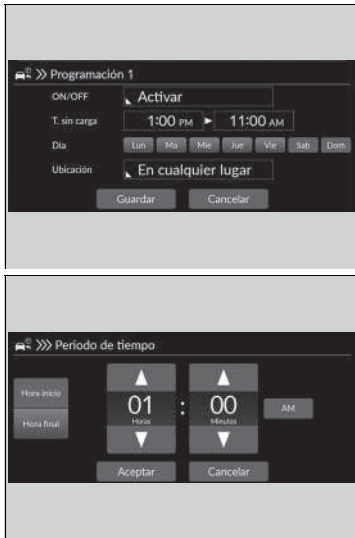 Programación 1
ON/OFF Activar
T. sin carga 1:00 PM 11:00 AM
Día Lun Ma Mie Jue Vie Sab Dom
Ubicación En cualquier lugar
Guardar Cancelar
Periodo de tiempo
Hora inicio
Hora final
01 : 00 AM
Horas Minutos
Aceptar Cancelar